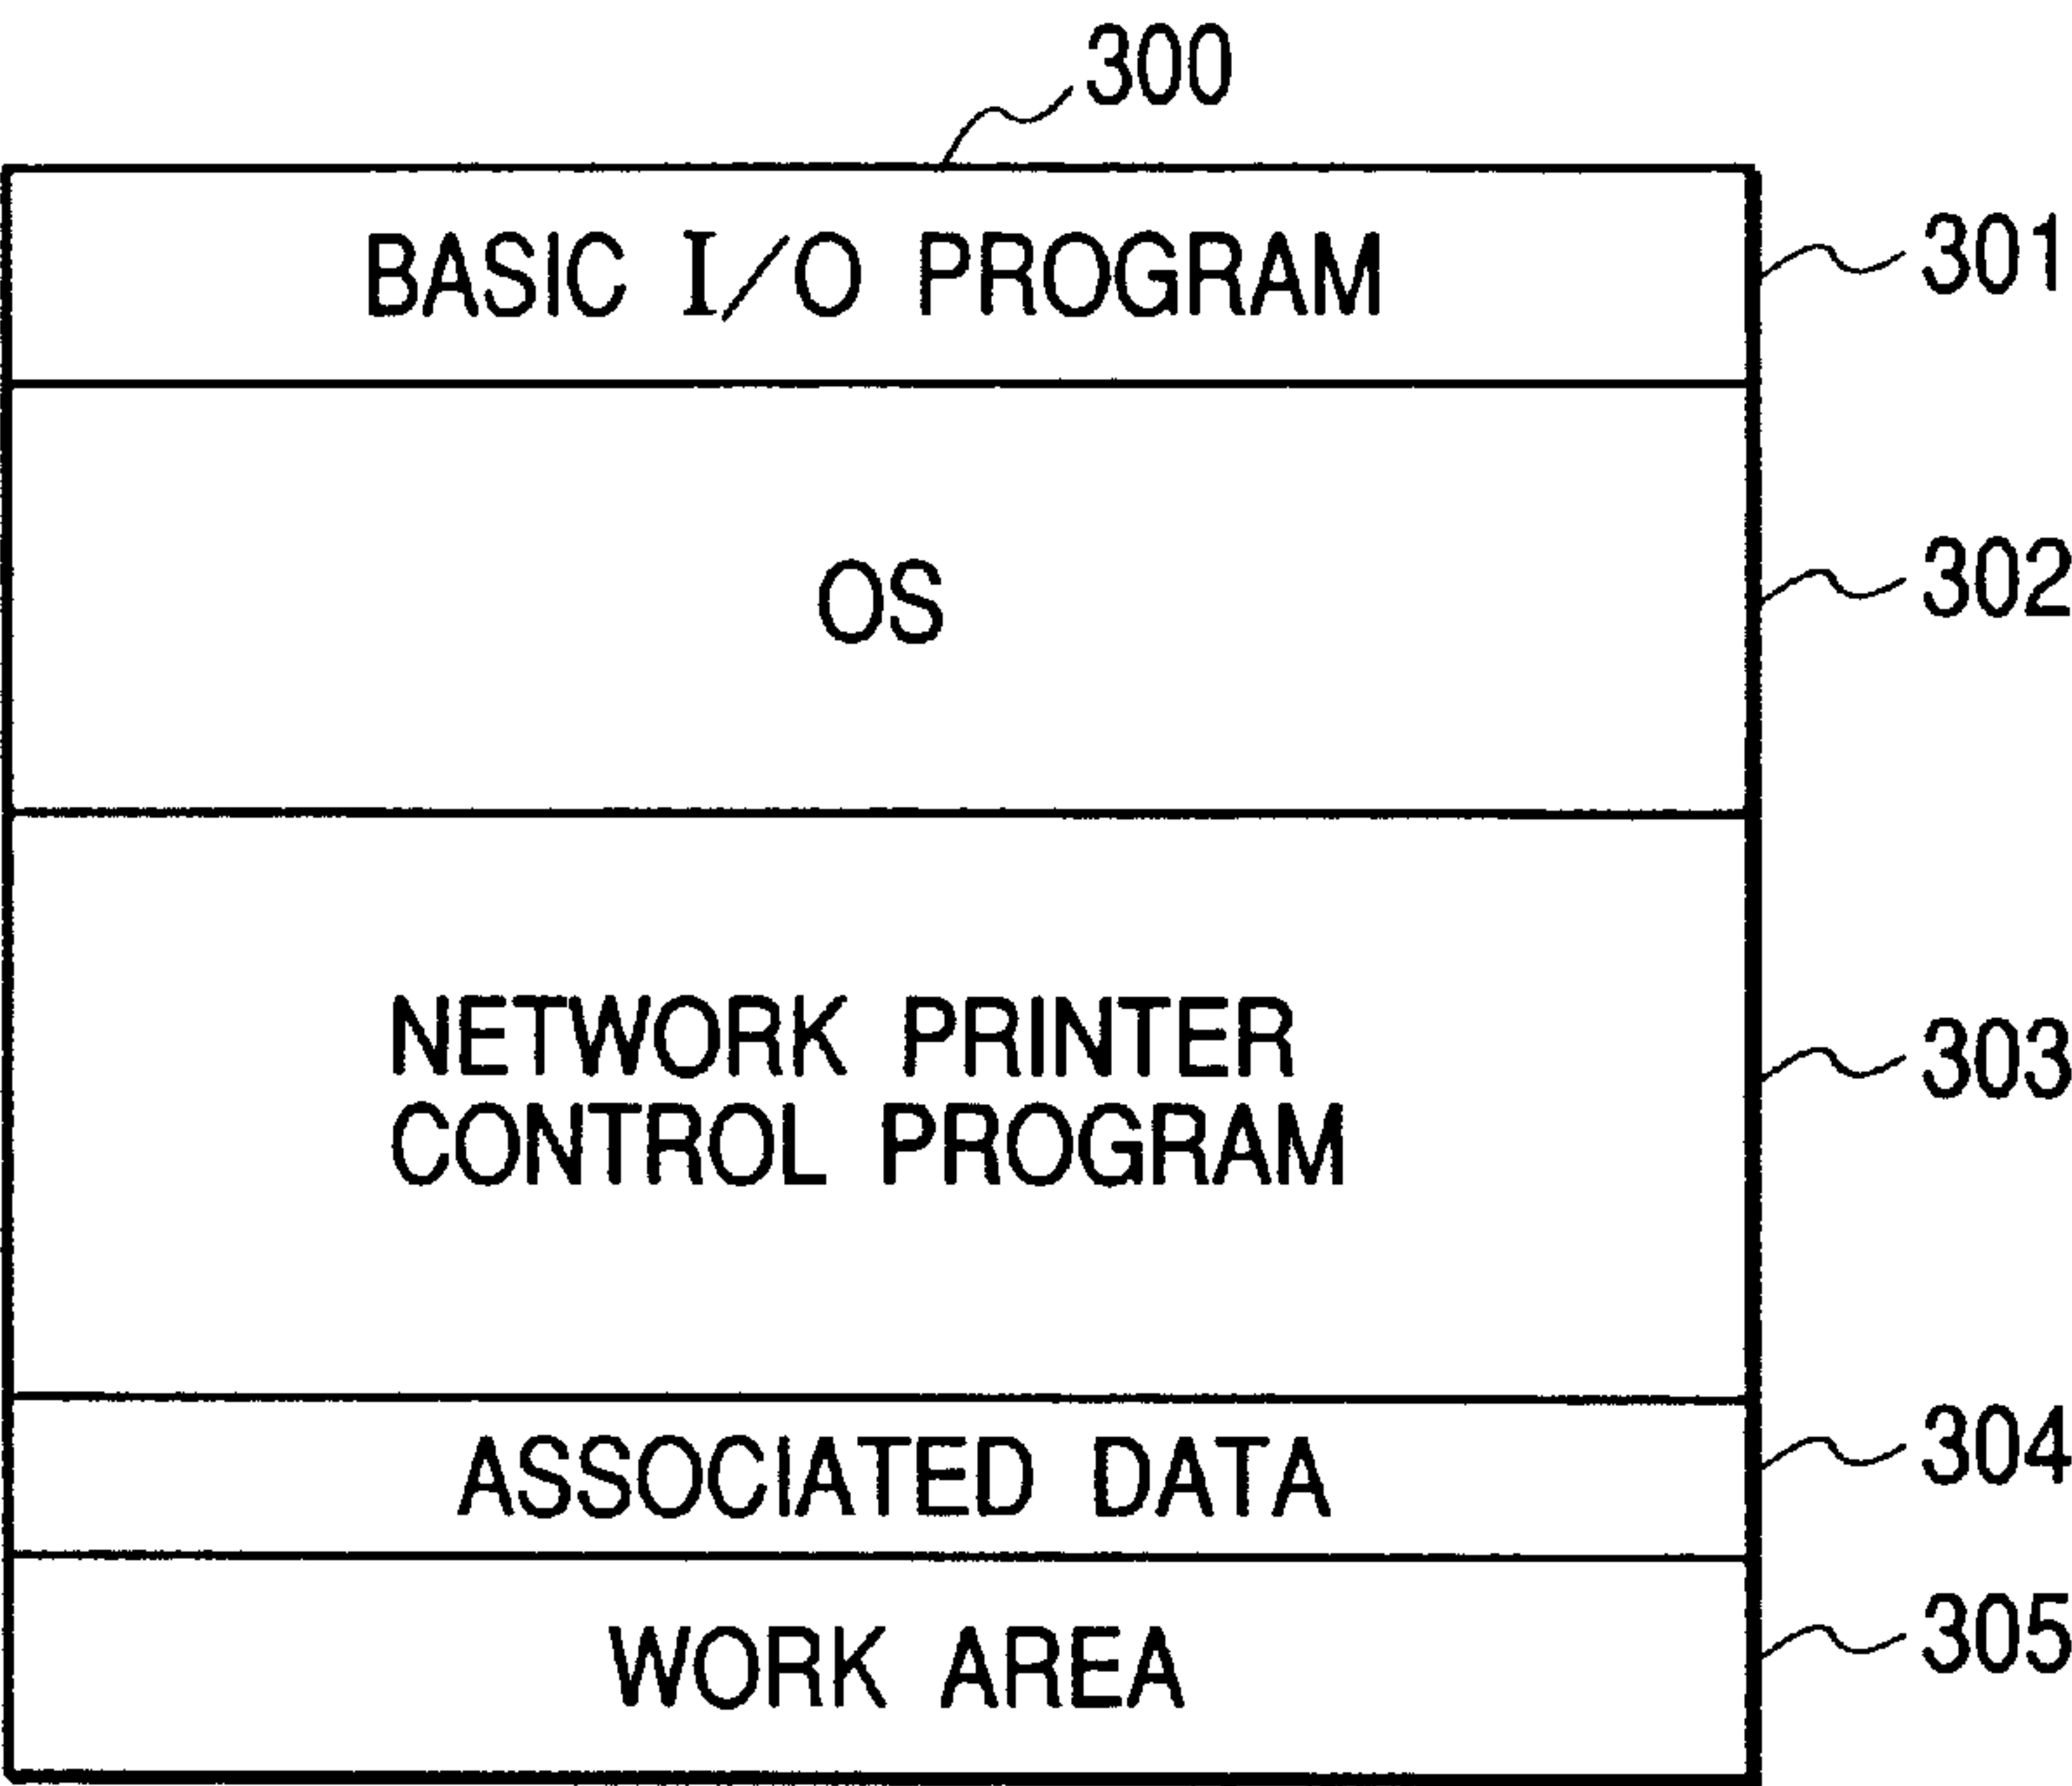 300
BASIC I/O PROGRAM
301
OS
302
NETWORK PRINTER
CONTROL PROGRAM
303
ASSOCIATED DATA
304
WORK AREA
305